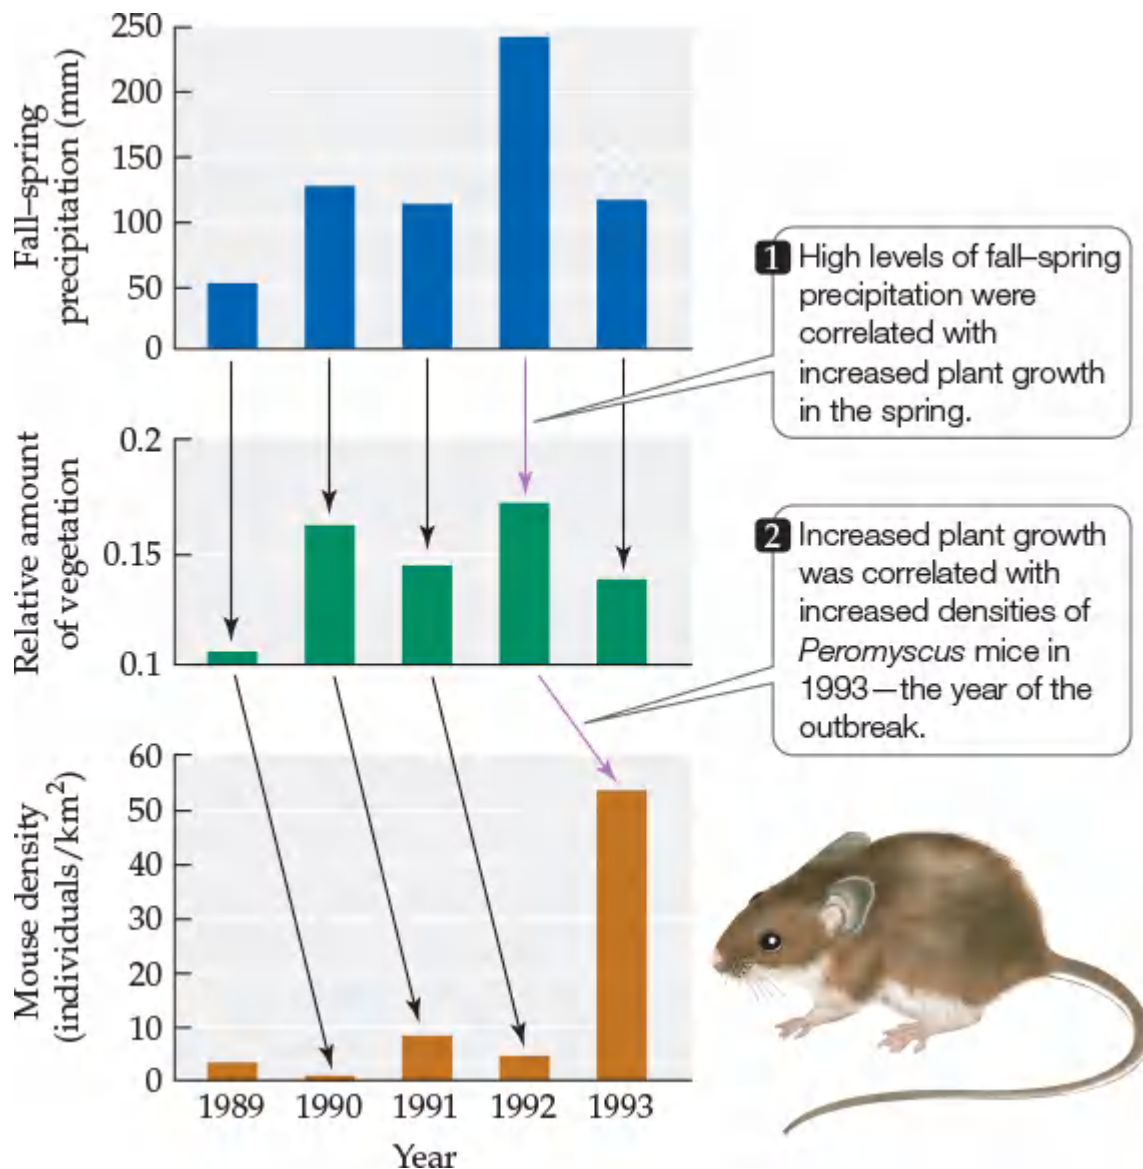 Fall–spring
precipitation (mm)
250
200
150
100
50
0
1 High levels of fall–spring
precipitation were
correlated with
increased plant growth
in the spring.
Relative amount
of vegetation
0.2
0.15
0.1
2 Increased plant growth
was correlated with
increased densities of
Peromyscus mice in
1993—the year of the
outbreak.
Mouse density
(individuals/km²)
60
50
40
30
20
10
0
1989 1990 1991 1992 1993
Year